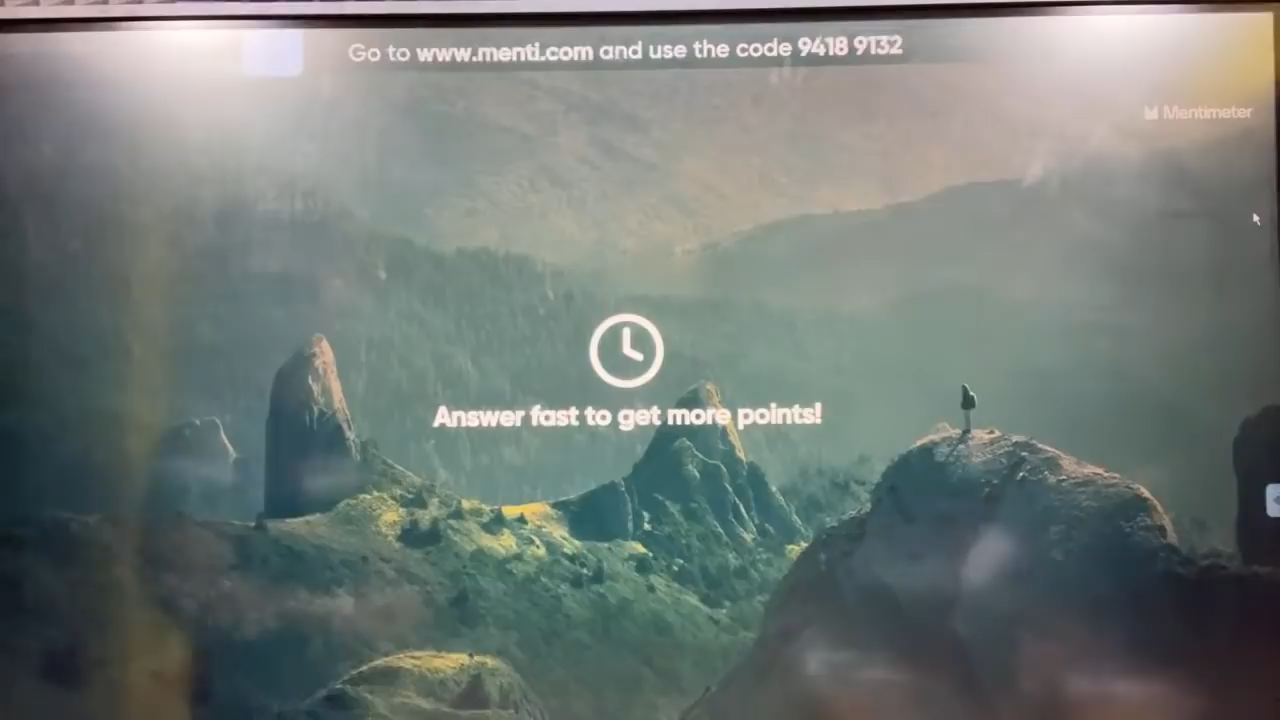 Go to www.menti.com and use the code 9418 9132
Mentimeter
Answer fast to get more points!